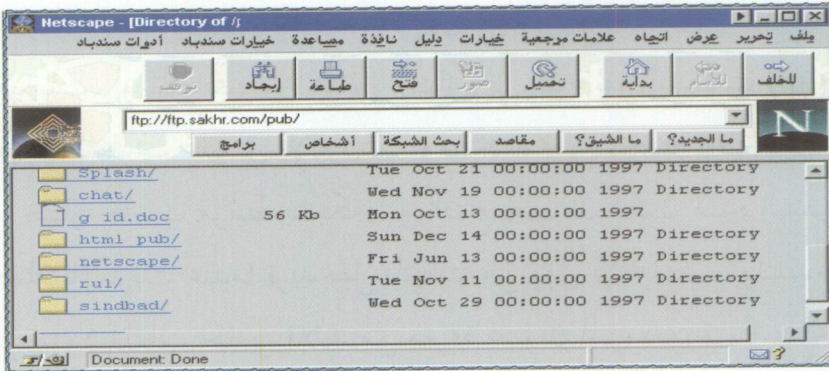 Netscape - [Directory of /]
ملف تحرير عرض اتجاه علامات مرجعية خيارات دليل نافذة مساعدة خيارات سندباد أدوات سندباد
للخلف للأمام بداية تحميل صور فتح طباعة إيجاد توقف
ftp://ftp.sakhr.com/pub/
N
ما الجديد؟ ما الشيق؟ مقاصد بحث الشبكة أشخاص برامج
Splash/ Tue Oct 21 00:00:00 1997 Directory
chat/ Wed Nov 19 00:00:00 1997 Directory
g id.doc 56 Kb Mon Oct 13 00:00:00 1997
html pub/ Sun Dec 14 00:00:00 1997 Directory
netscape/ Fri Jun 13 00:00:00 1997 Directory
rul/ Tue Nov 11 00:00:00 1997 Directory
sindbad/ Wed Oct 29 00:00:00 1997 Directory
Document: Done